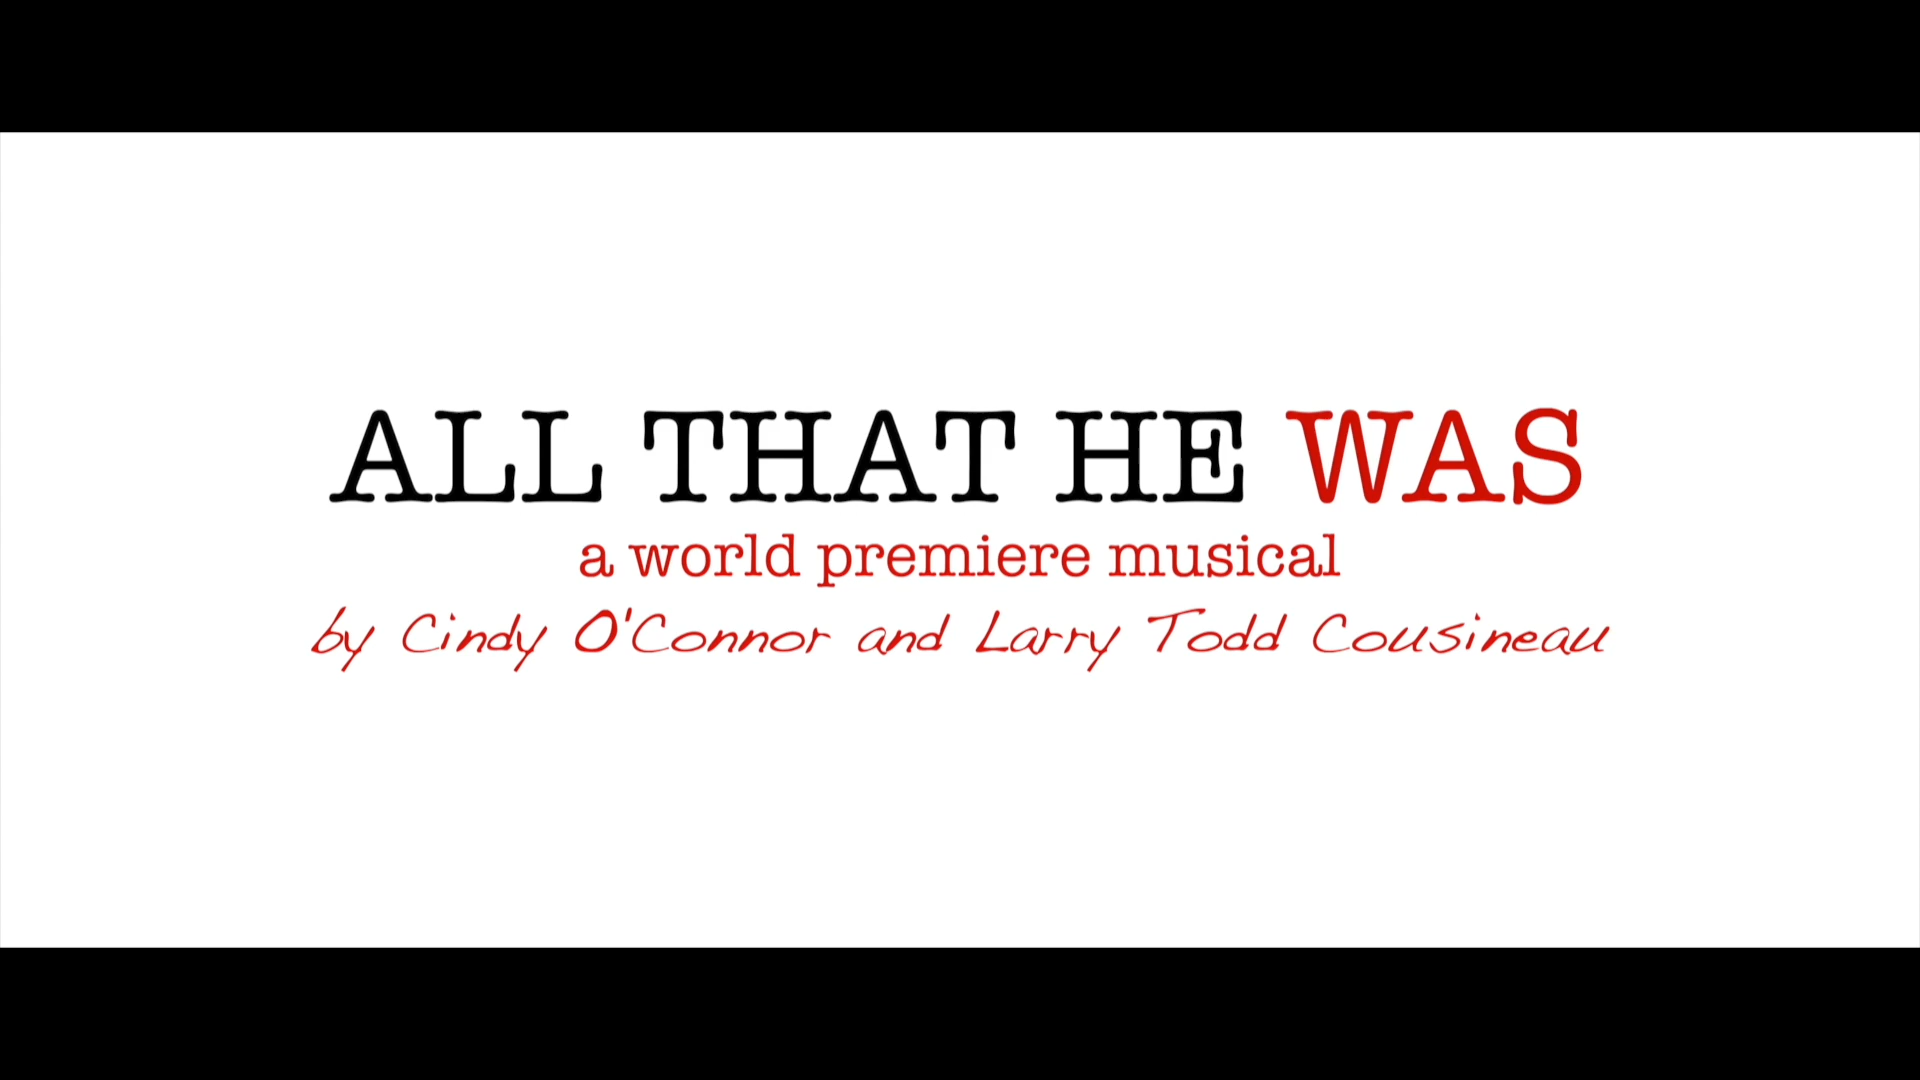 ALL THAT HE WAS
a world premiere musical
by Cindy O'Connor and Larry Todd Cousineau